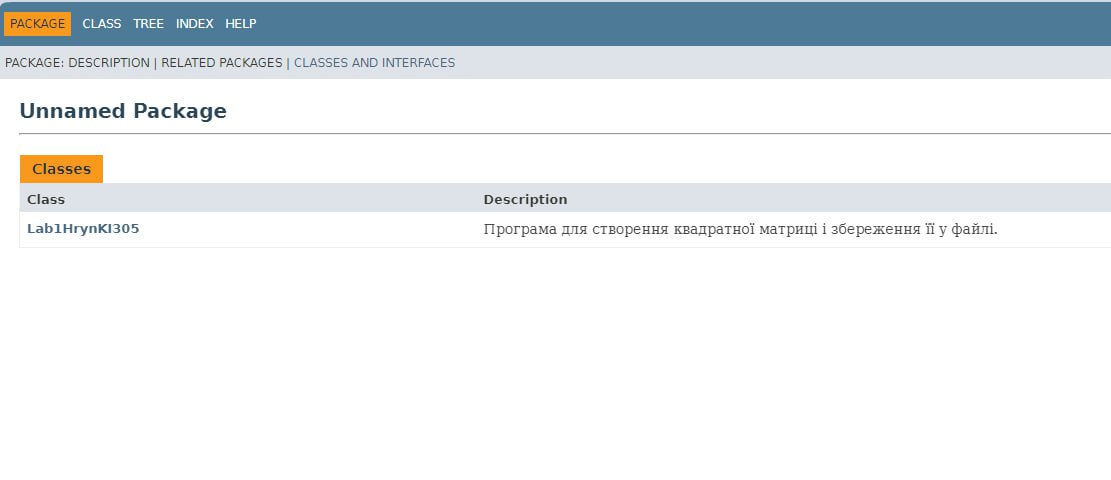 PACKAGE CLASS TREE INDEX HELP
PACKAGE: DESCRIPTION | RELATED PACKAGES | CLASSES AND INTERFACES
Unnamed Package
Classes
Class Description
Lab1HrynKI305 Програма для створення квадратної матриці і збереження її у файлі.